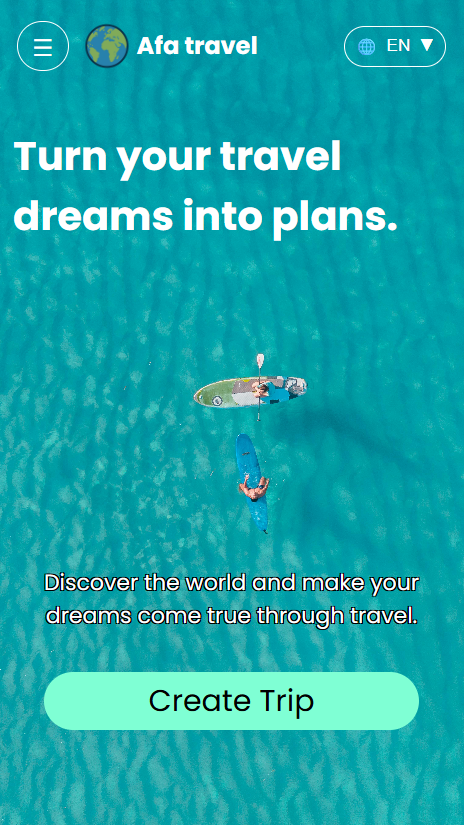 Afa travel
EN
Turn your travel
dreams into plans.
Discover the world and make your
dreams come true through travel.
Create Trip